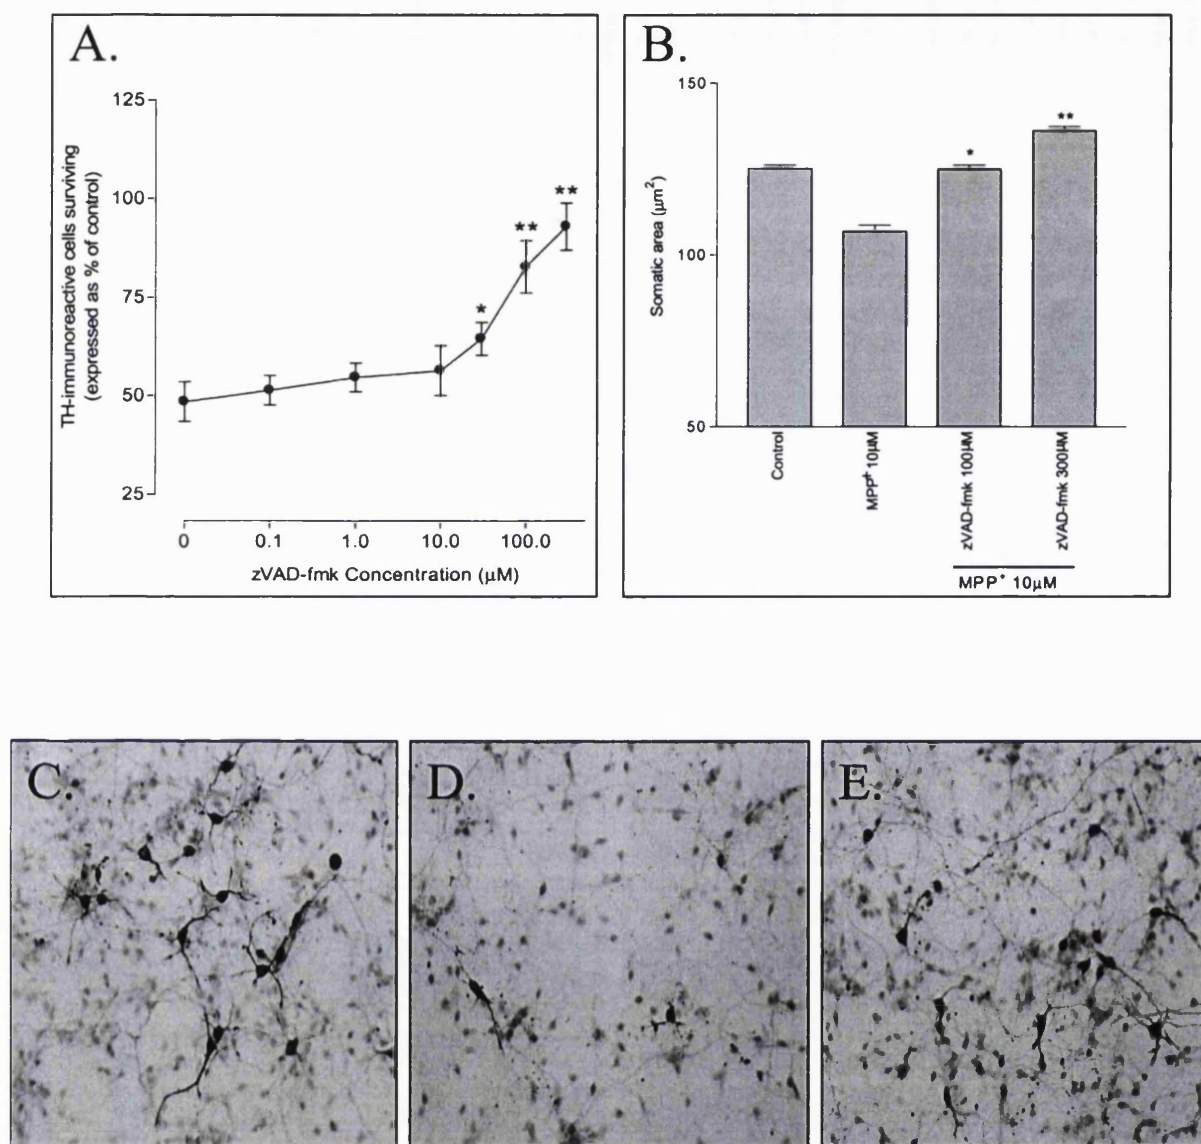 A.
125
100
75
50
25
TH-immunoreactive cells surviving
(expressed as % of control)
*
**
**
0
0.1
1.0
10.0
100.0
zVAD-fmk Concentration (μM)
B.
150
100
50
Somatic area (μm²)
*
**
Control
MPP⁺ 10μM
zVAD-fmk 100μM
zVAD-fmk 300μM
MPP⁺ 10μM
C.
D.
E.